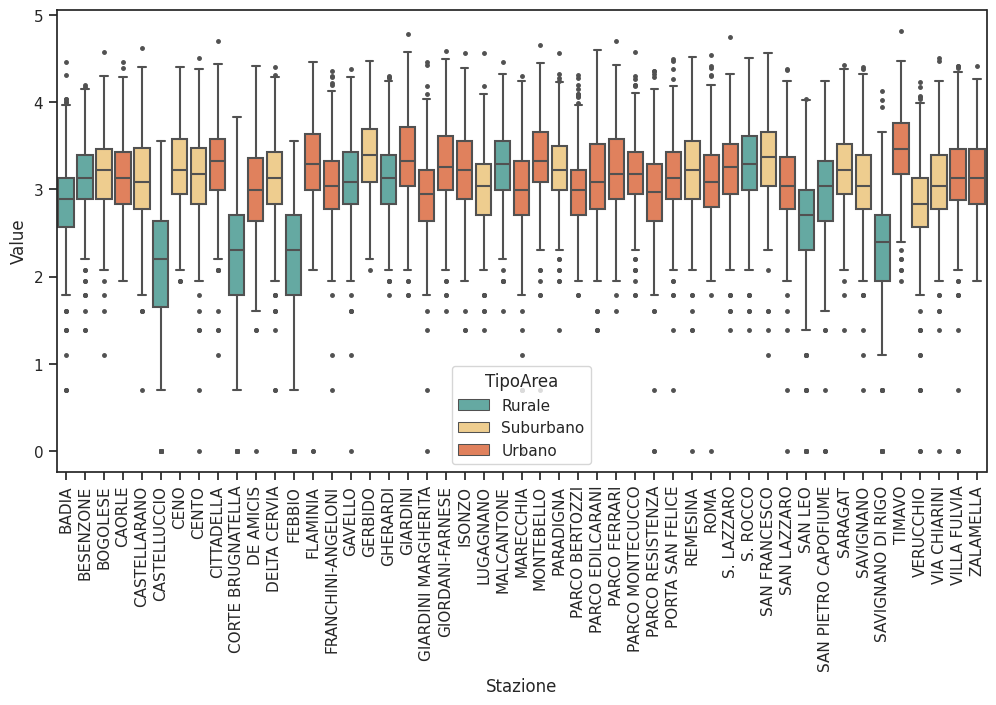 5
4
3
2
1
0
Value
TipoArea
Rurale
Suburbano
Urbano
BADIA
BESENZONE
BOGOLESE
CAORLE
CASTELLARANO
CASTELLUCCIO
CENO
CENTO
CITTADELLA
CORTE BRUGNATELLA
DE AMICIS
DELTA CERVIA
FEBBIO
FLAMINIA
FRANCHINI-ANGELONI
GAVELLO
GERBIDO
GHERARDI
GIARDINI
GIARDINI MARGHERITA
GIORDANI-FARNESE
ISONZO
LUGAGNANO
MALCANTONE
MARECCHIA
MONTEBELLO
PARADIGNA
PARCO BERTOZZI
PARCO EDILCARANI
PARCO FERRARI
PARCO MONTECUCCO
PARCO RESISTENZA
PORTA SAN FELICE
REMESINA
ROMA
S. LAZZARO
S. ROCCO
SAN FRANCESCO
SAN LAZZARO
SAN LEO
SAN PIETRO CAPOFIUME
SARAGAT
SAVIGNANO
SAVIGNANO DI RIGO
TIMAVO
VERUCCHIO
VIA CHIARINI
VILLA FULVIA
ZALAMELLA
Stazione